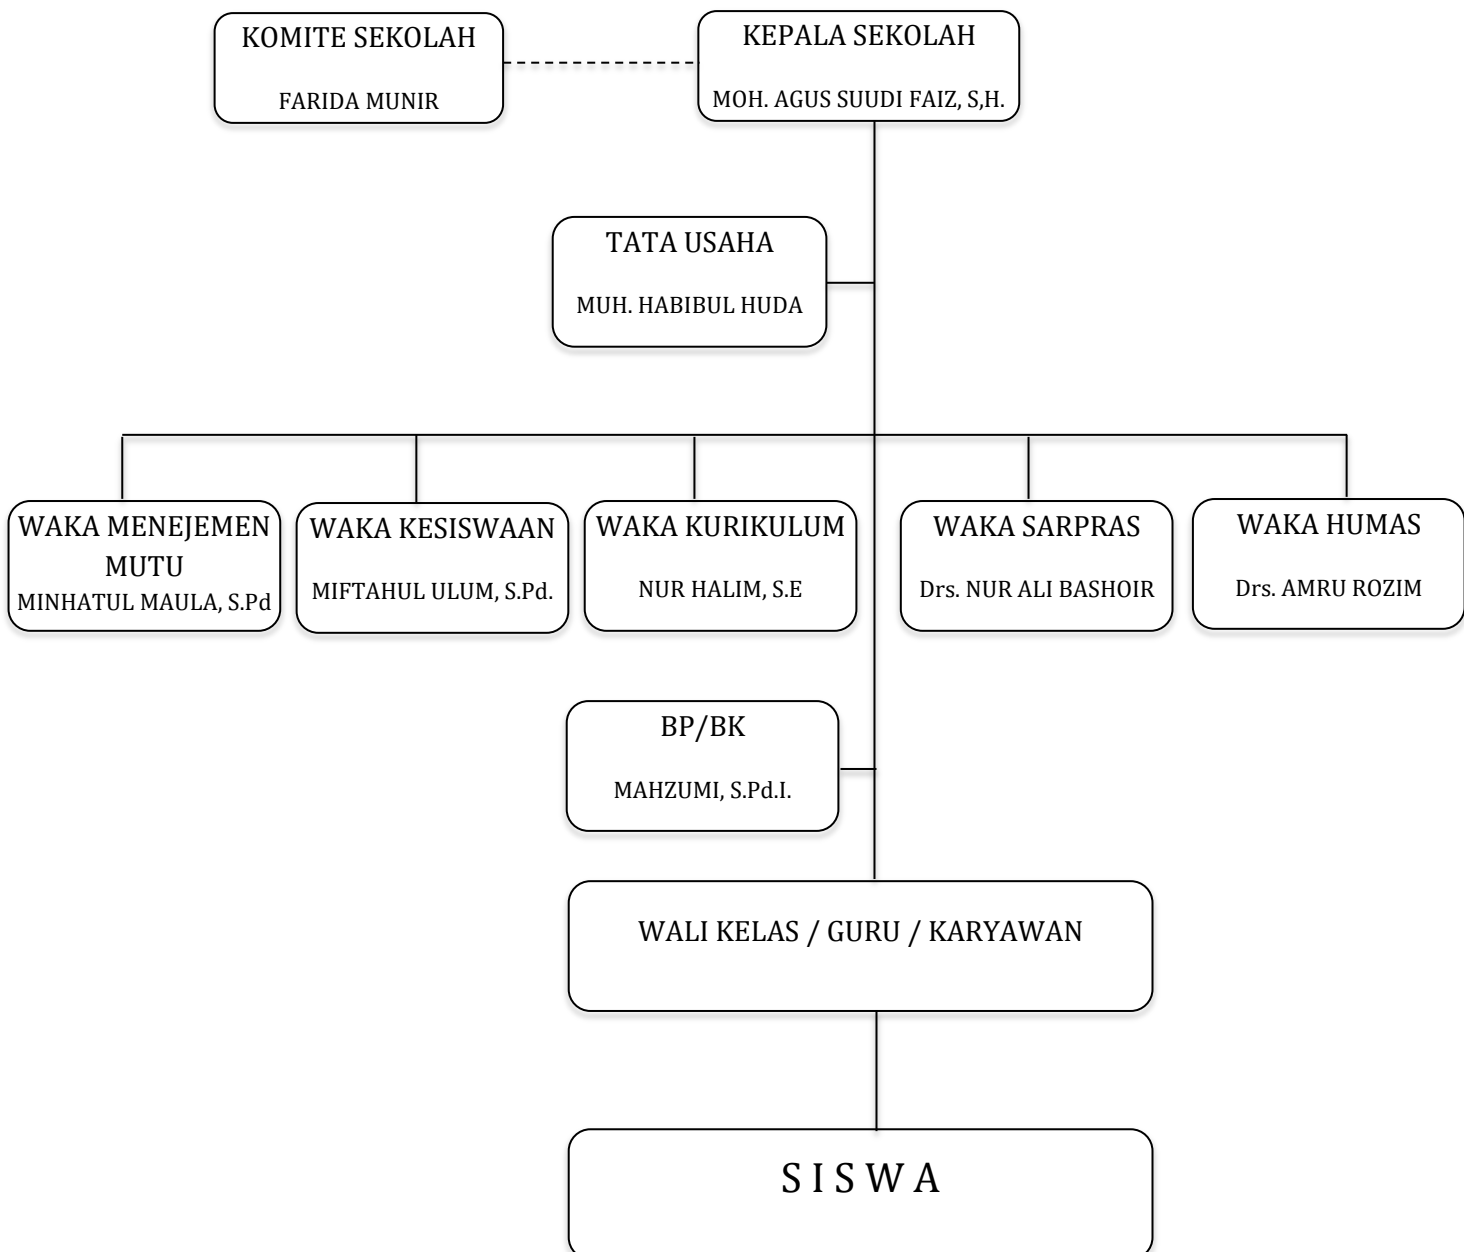 KOMITE SEKOLAH
FARIDA MUNIR
KEPALA SEKOLAH
MOH. AGUS SUUDI FAIZ, S,H.
TATA USAHA
MUH. HABIBUL HUDA
WAKA MENEJEMEN
MUTU
MINHATUL MAULA, S.Pd
WAKA KESISWAAN
MIFTAHUL ULUM, S.Pd.
WAKA KURIKULUM
NUR HALIM, S.E
WAKA SARPRAS
Drs. NUR ALI BASHOIR
WAKA HUMAS
Drs. AMRU ROZIM
BP/BK
MAHZUMI, S.Pd.I.
WALI KELAS / GURU / KARYAWAN
S I S W A